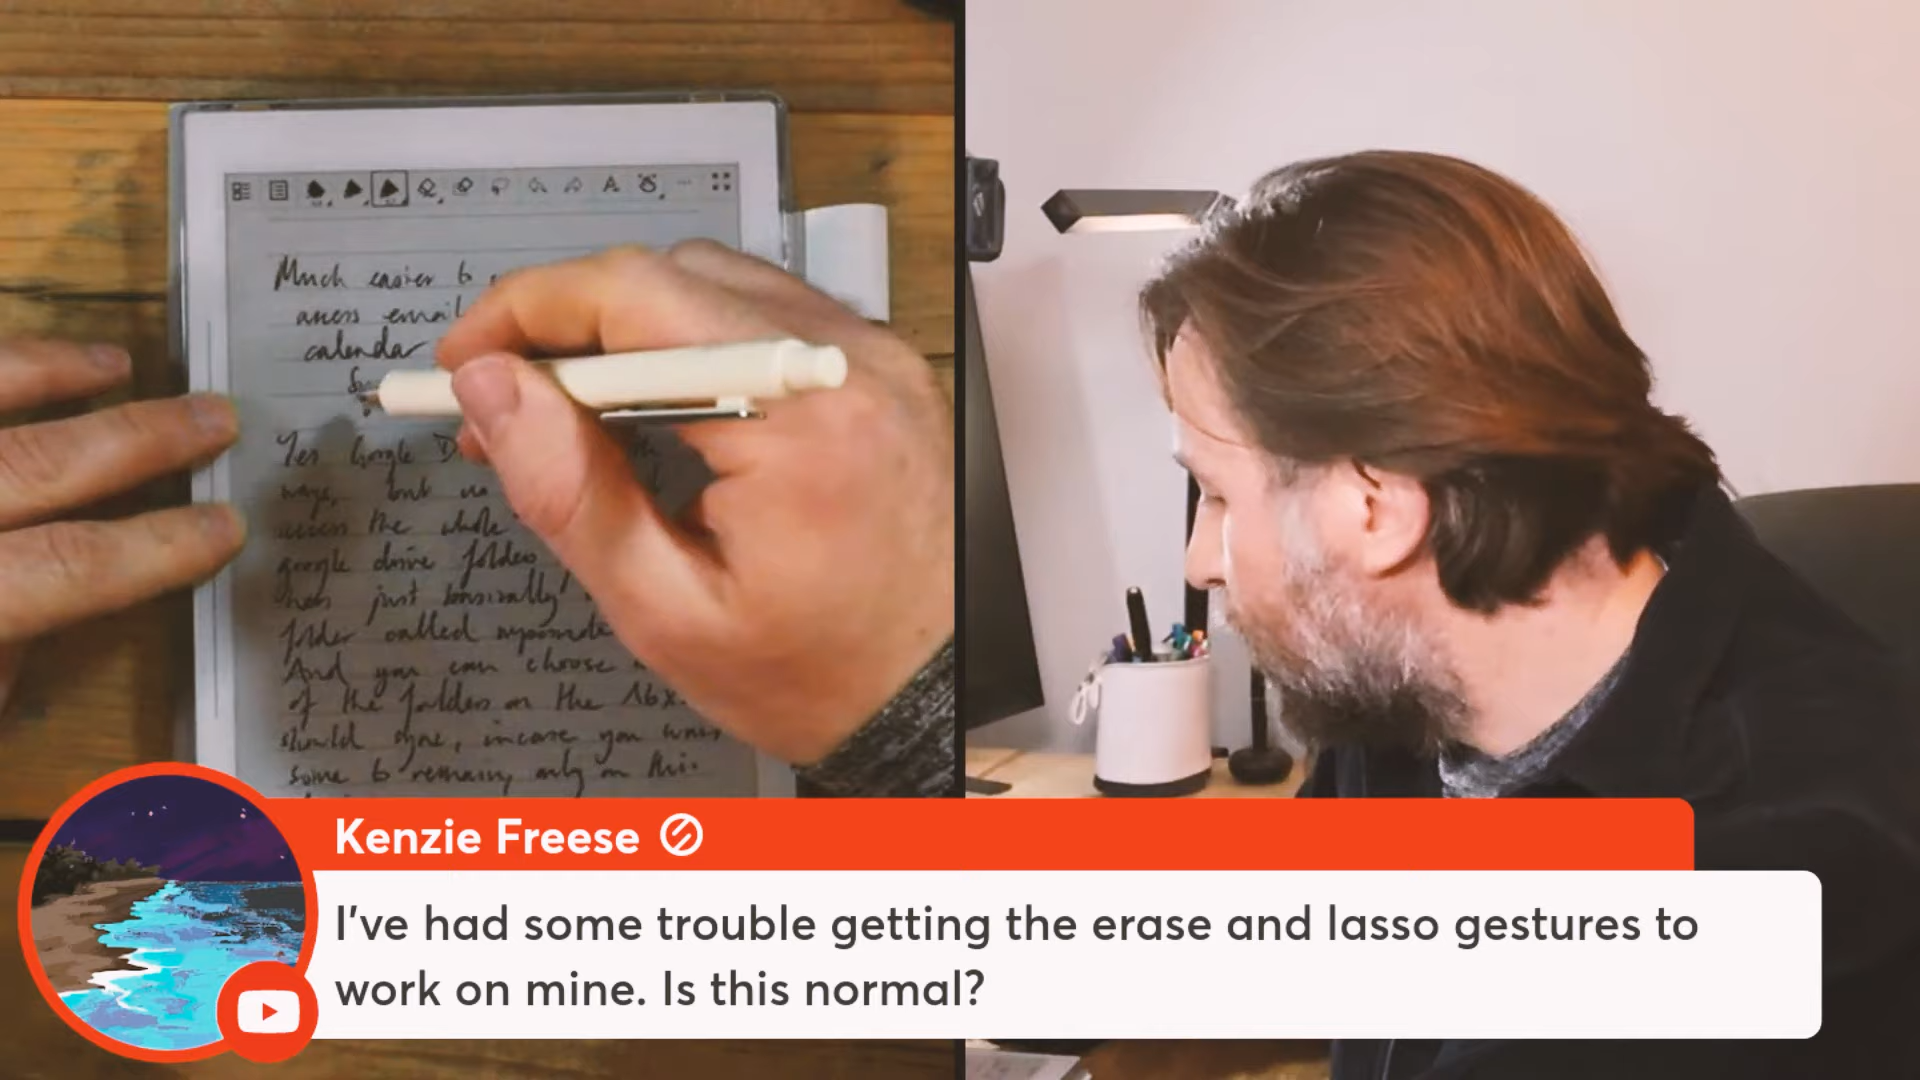 Much easier to
access email
calendar
Yes Google D
ways, but no
access the whole
google drive folders
just basically
folder called
And you can choose
of the folders on the A6X.
should sync, incase you want
some to remain only on this.
Kenzie Freese
I've had some trouble getting the erase and lasso gestures to
work on mine. Is this normal?